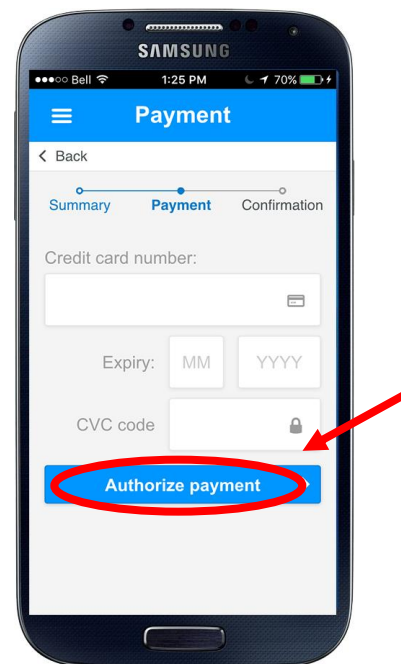 SAMSUNG
Bell 1:25 PM 70%
Payment
Back
Summary Payment Confirmation
Credit card number:
Expiry: MM YYYY
CVC code
Authorize payment